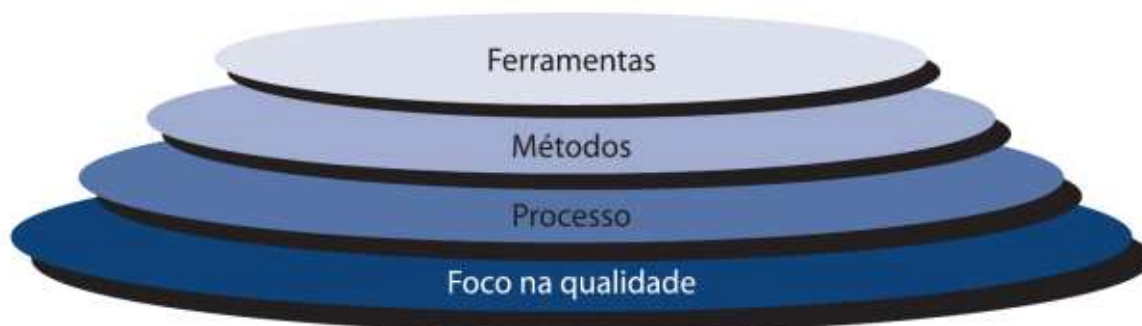 Ferramentas
Métodos
Processo
Foco na qualidade